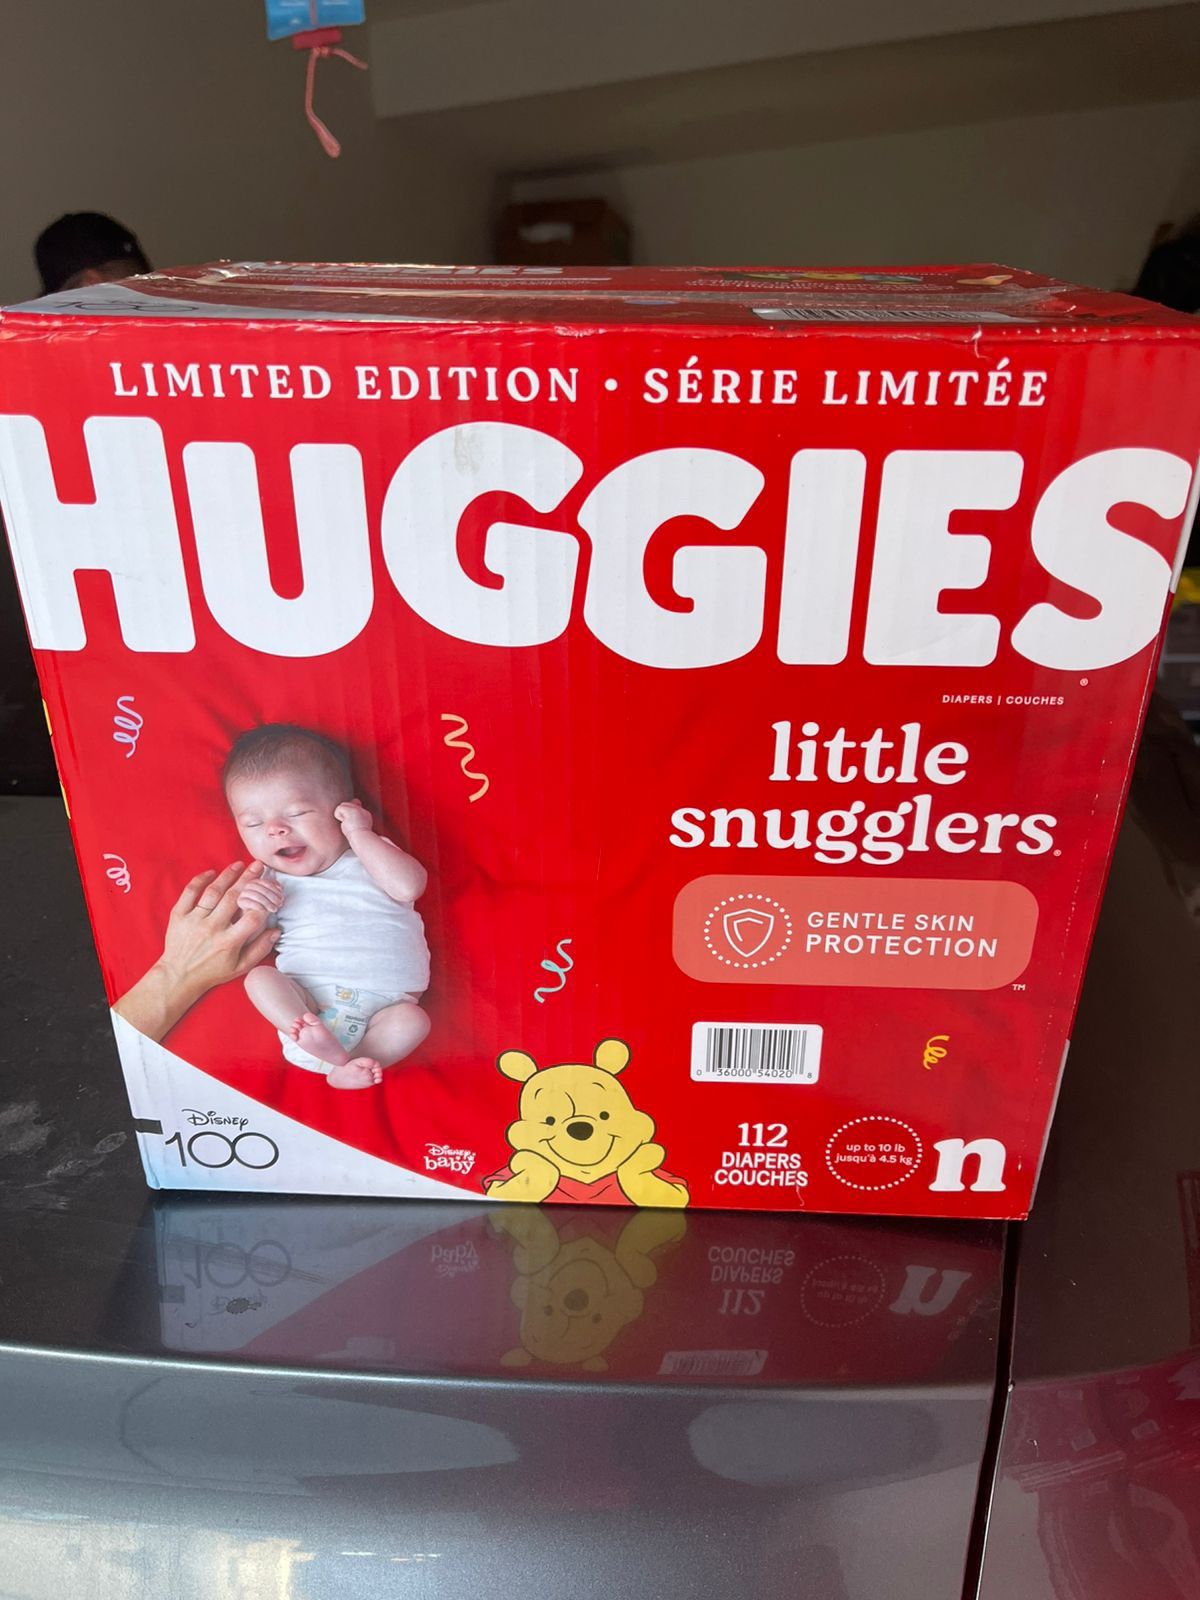 LIMITED EDITION • SÉRIE LIMITÉE
HUGGIES®
DIAPERS | COUCHES
little
snugglers®
GENTLE SKIN
PROTECTION™
0 36000 54020 8
Disney
100
Disney
baby
112
DIAPERS
COUCHES
up to 10 lb
jusqu'à 4.5 kg
n